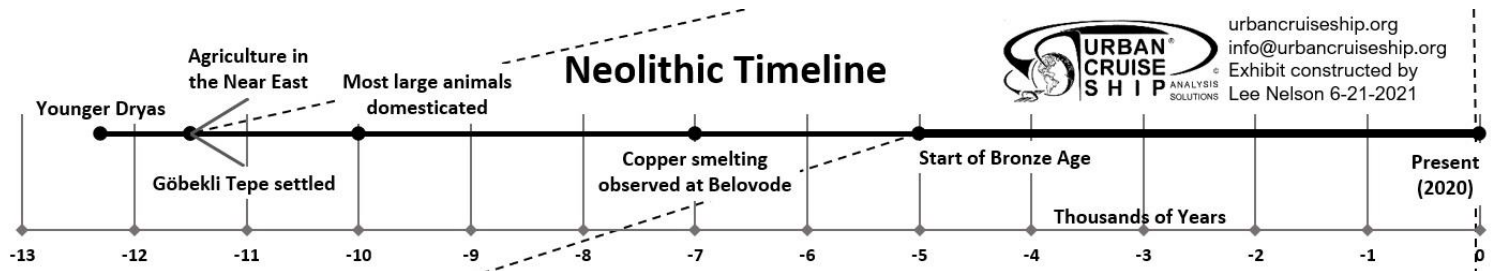 Neolithic Timeline
URBAN®
CRUISE
SHIP
©
ANALYSIS
SOLUTIONS
urbancruiseship.org
info@urbancruiseship.org
Exhibit constructed by
Lee Nelson 6-21-2021
Younger Dryas
Agriculture in
the Near East
Göbekli Tepe settled
Most large animals
domesticated
Copper smelting
observed at Belovode
Start of Bronze Age
Present
(2020)
Thousands of Years
-13 -12 -11 -10 -9 -8 -7 -6 -5 -4 -3 -2 -1 0